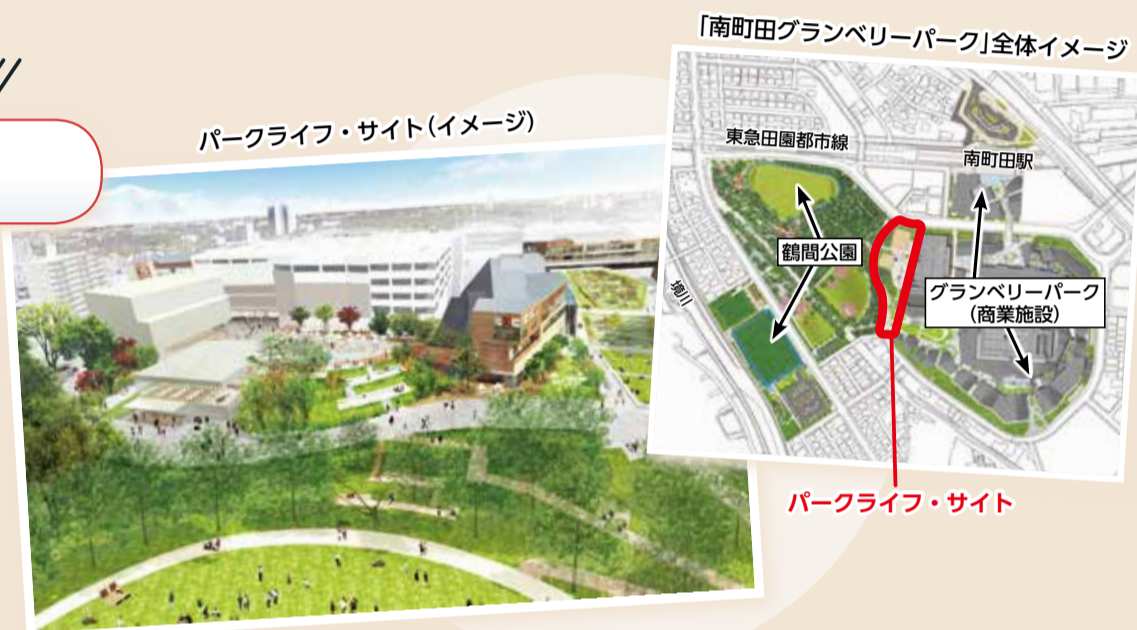 「南町田グランベリーパーク」全体イメージ
パークライフ・サイト(イメージ)
東急田園都市線
南町田駅
鶴間公園
境川
グランベリーパーク
(商業施設)
パークライフ・サイト